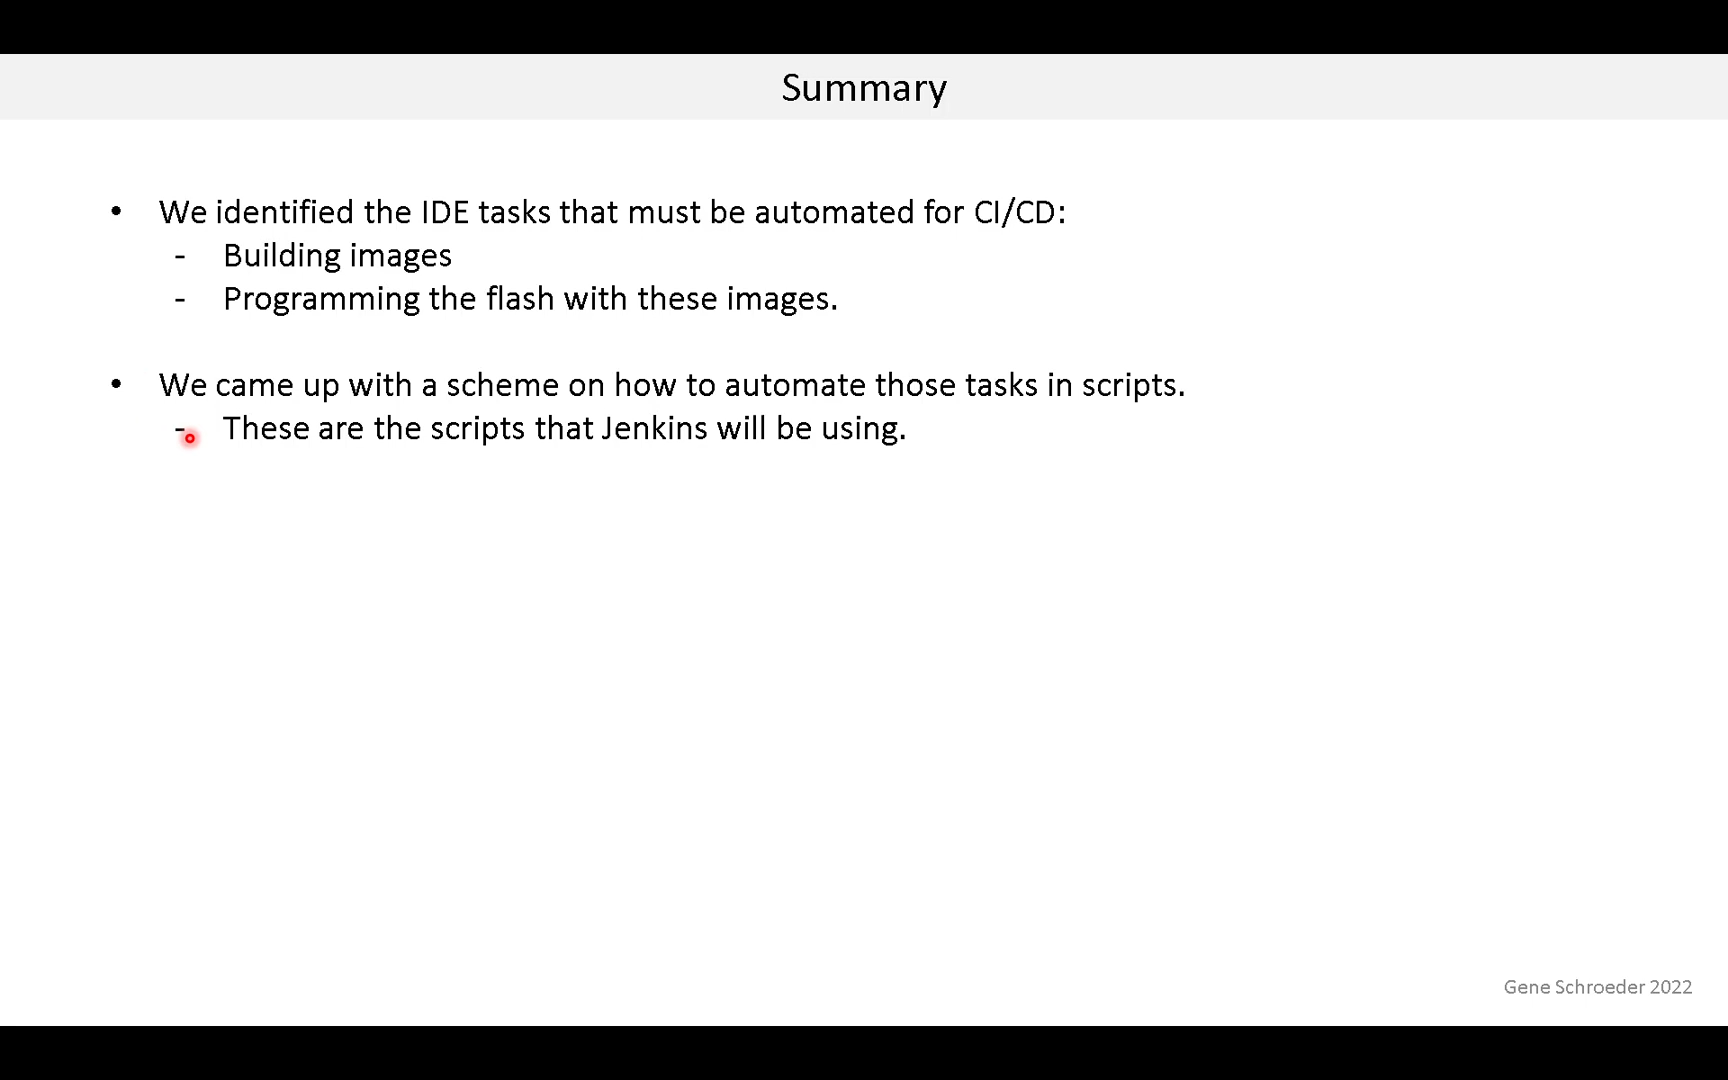 Summary
• We identified the IDE tasks that must be automated for CI/CD:
- Building images
- Programming the flash with these images.
• We came up with a scheme on how to automate those tasks in scripts.
- These are the scripts that Jenkins will be using.
Gene Schroeder 2022